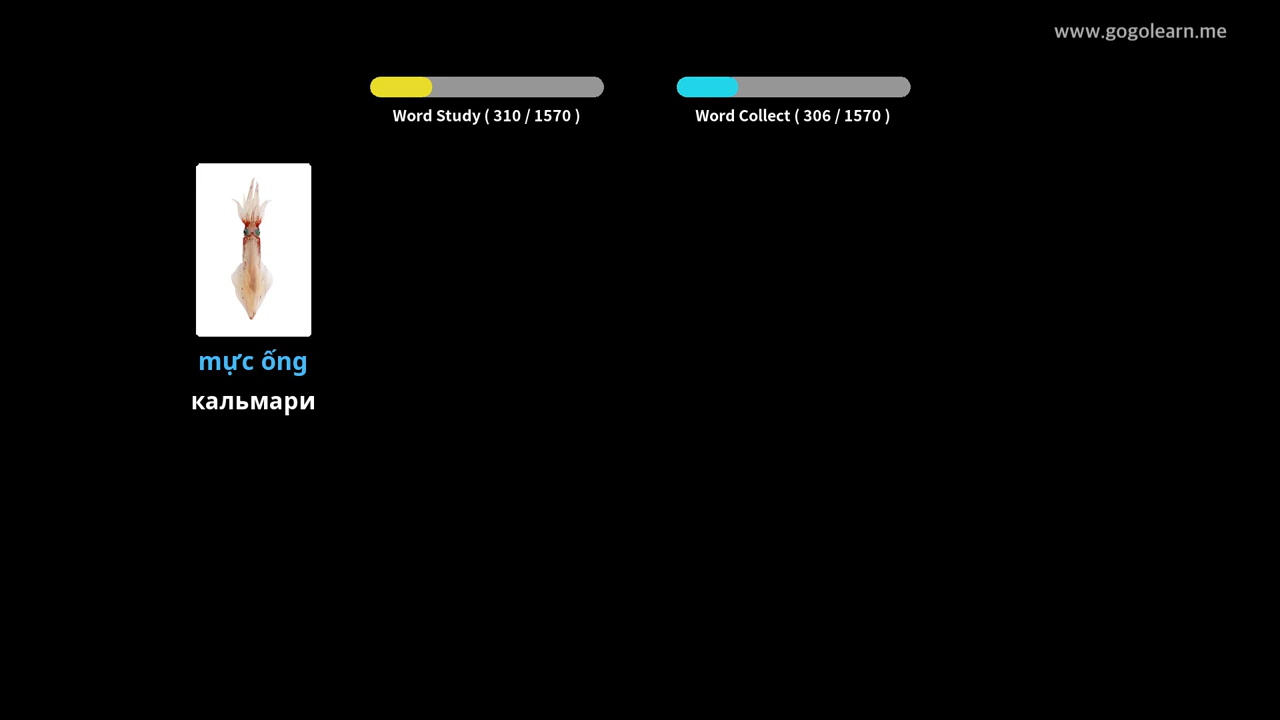 www.gogolearn.me
Word Study ( 310 / 1570 )
Word Collect ( 306 / 1570 )
mực ống
кальмари